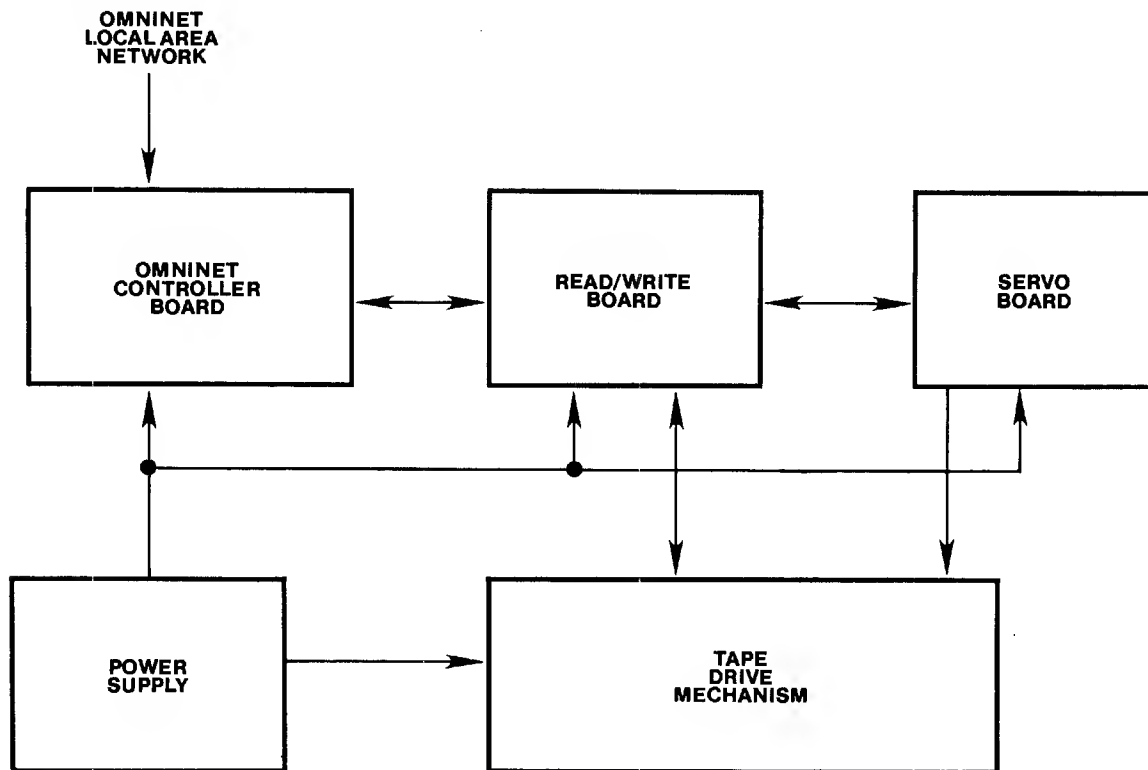 OMNINET
LOCAL AREA
NETWORK
OMNINET
CONTROLLER
BOARD
READ/WRITE
BOARD
SERVO
BOARD
POWER
SUPPLY
TAPE
DRIVE
MECHANISM